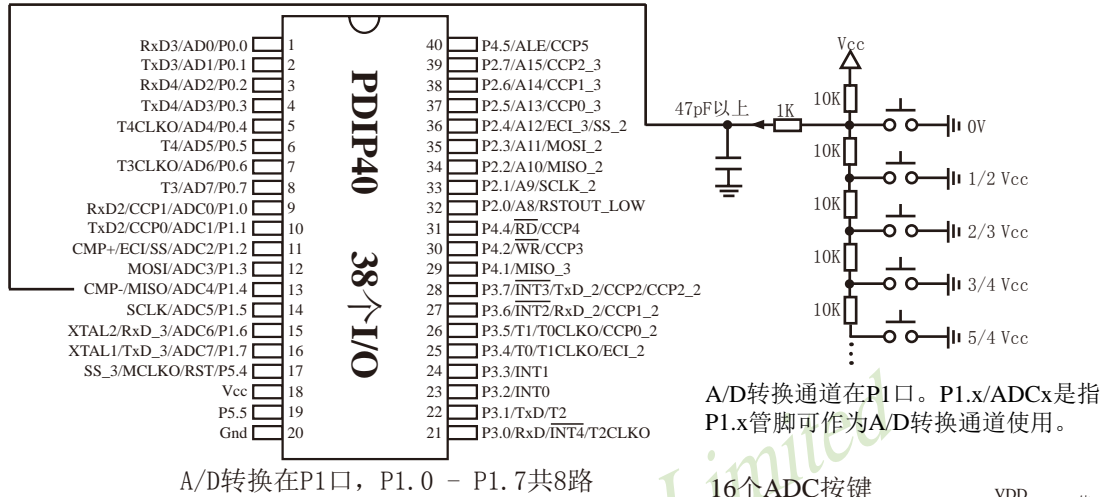 RxD3/AD0/P0.0 1
TxD3/AD1/P0.1 2
RxD4/AD2/P0.2 3
TxD4/AD3/P0.3 4
T4CLKO/AD4/P0.4 5
T4/AD5/P0.5 6
T3CLKO/AD6/P0.6 7
T3/AD7/P0.7 8
RxD2/CCP1/ADC0/P1.0 9
TxD2/CCP0/ADC1/P1.1 10
CMP+/ECI/SS/ADC2/P1.2 11
MOSI/ADC3/P1.3 12
CMP-/MISO/ADC4/P1.4 13
SCLK/ADC5/P1.5 14
XTAL2/RxD_3/ADC6/P1.6 15
XTAL1/TxD_3/ADC7/P1.7 16
SS_3/MCLKO/RST/P5.4 17
Vcc 18
P5.5 19
Gnd 20
PDIP40 38个I/O
40 P4.5/ALE/CCP5
39 P2.7/A15/CCP2_3
38 P2.6/A14/CCP1_3
37 P2.5/A13/CCP0_3
36 P2.4/A12/ECI_3/SS_2
35 P2.3/A11/MOSI_2
34 P2.2/A10/MISO_2
33 P2.1/A9/SCLK_2
32 P2.0/A8/RSTOUT_LOW
31 P4.4/RD/CCP4
30 P4.2/WR/CCP3
29 P4.1/MISO_3
28 P3.7/INT3/TxD_2/CCP2/CCP2_2
27 P3.6/INT2/RxD_2/CCP1_2
26 P3.5/T1/T0CLKO/CCP0_2
25 P3.4/T0/T1CLKO/ECI_2
24 P3.3/INT1
23 P3.2/INT0
22 P3.1/TxD/T2
21 P3.0/RxD/INT4/T2CLKO
A/D转换在P1口，P1.0 - P1.7共8路
Vcc
10K
47pF以上
1K
0V
10K
1/2 Vcc
10K
2/3 Vcc
10K
3/4 Vcc
10K
5/4 Vcc
A/D转换通道在P1口。P1.x/ADCx是指
P1.x管脚可作为A/D转换通道使用。
Limited
16个ADC按键
VDD